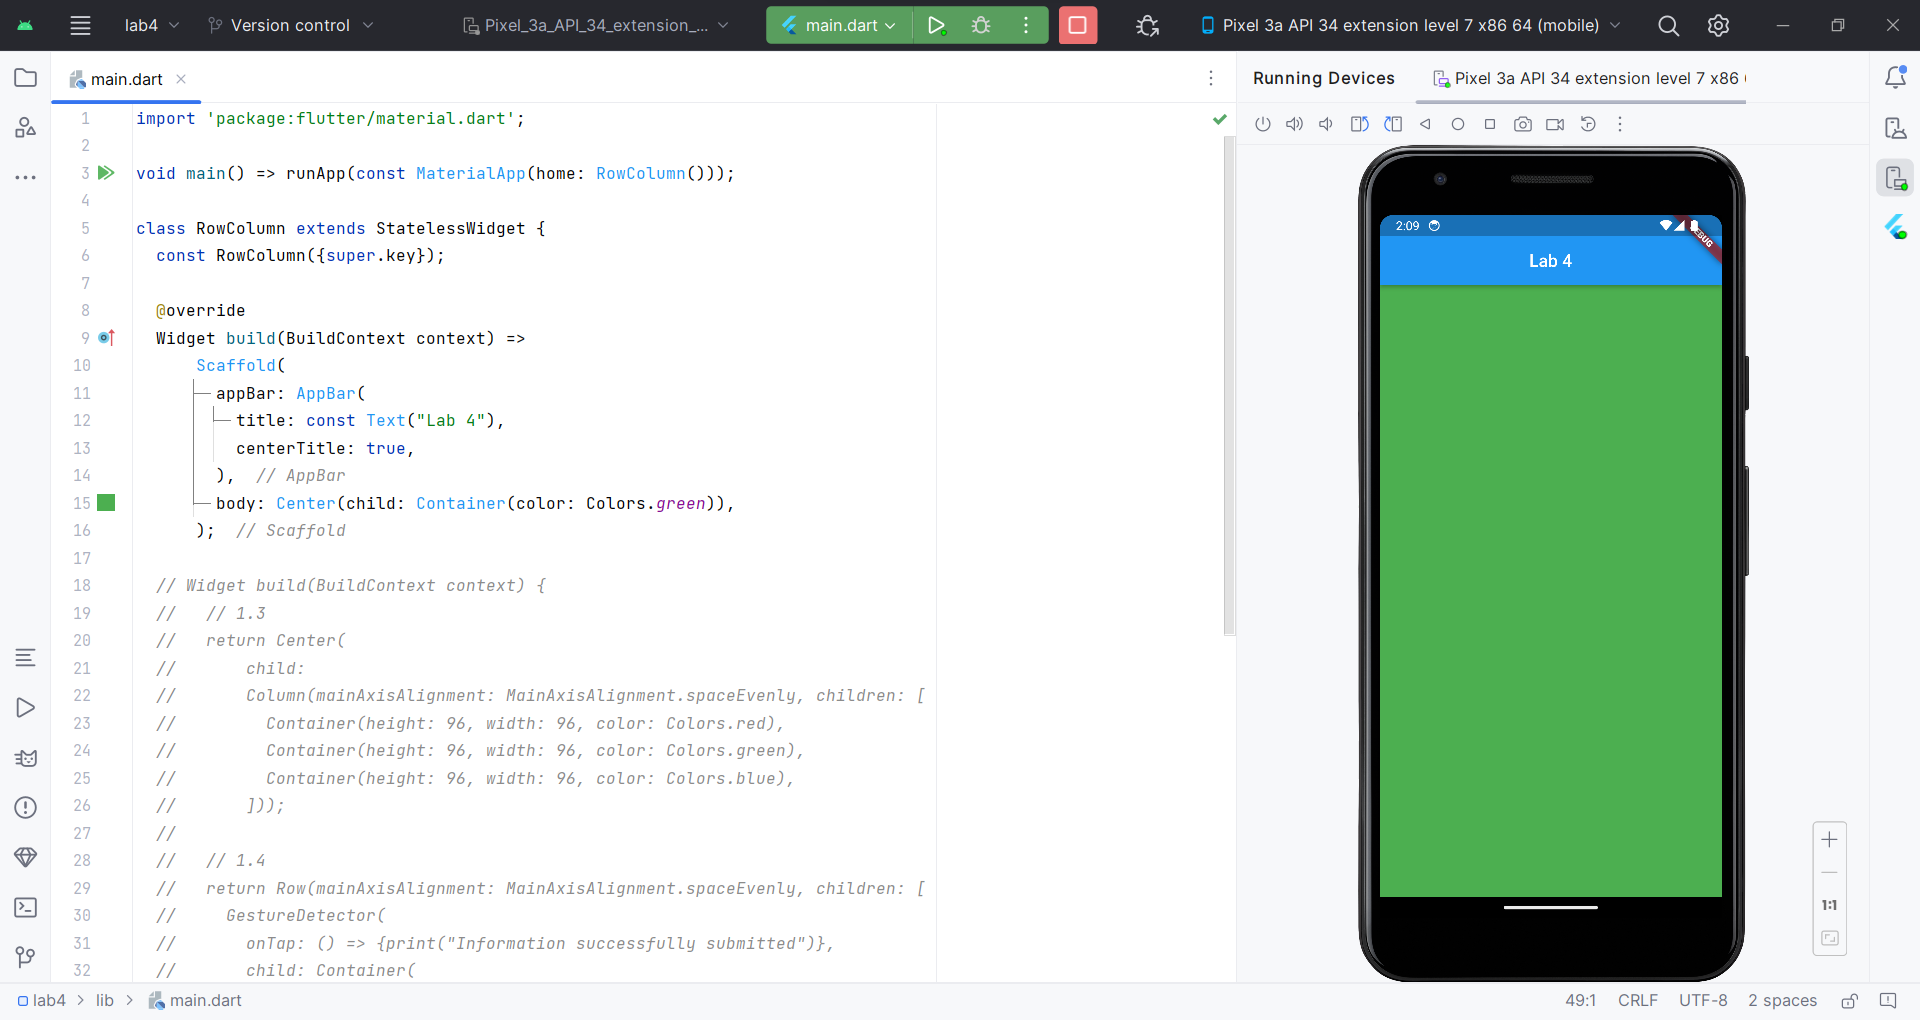 lab4 Version control Pixel_3a_API_34_extension_... main.dart Pixel 3a API 34 extension level 7 x86 64 (mobile)
main.dart
Running Devices Pixel 3a API 34 extension level 7 x86
1 import 'package:flutter/material.dart';
2
3 void main() => runApp(const MaterialApp(home: RowColumn()));
4
5 class RowColumn extends StatelessWidget {
6 const RowColumn({super.key});
7
8 @override
9 Widget build(BuildContext context) =>
10 Scaffold(
11 appBar: AppBar(
12 title: const Text("Lab 4"),
13 centerTitle: true,
14 ), // AppBar
15 body: Center(child: Container(color: Colors.green)),
16 ); // Scaffold
17
18 // Widget build(BuildContext context) {
19 // // 1.3
20 // return Center(
21 // child:
22 // Column(mainAxisAlignment: MainAxisAlignment.spaceEvenly, children: [
23 // Container(height: 96, width: 96, color: Colors.red),
24 // Container(height: 96, width: 96, color: Colors.green),
25 // Container(height: 96, width: 96, color: Colors.blue),
26 // ]));
27 //
28 // // 1.4
29 // return Row(mainAxisAlignment: MainAxisAlignment.spaceEvenly, children: [
30 // GestureDetector(
31 // onTap: () => {print("Information successfully submitted")},
32 // child: Container(
2:09
DEBUG
Lab 4
1:1
lab4 > lib > main.dart
49:1 CRLF UTF-8 2 spaces